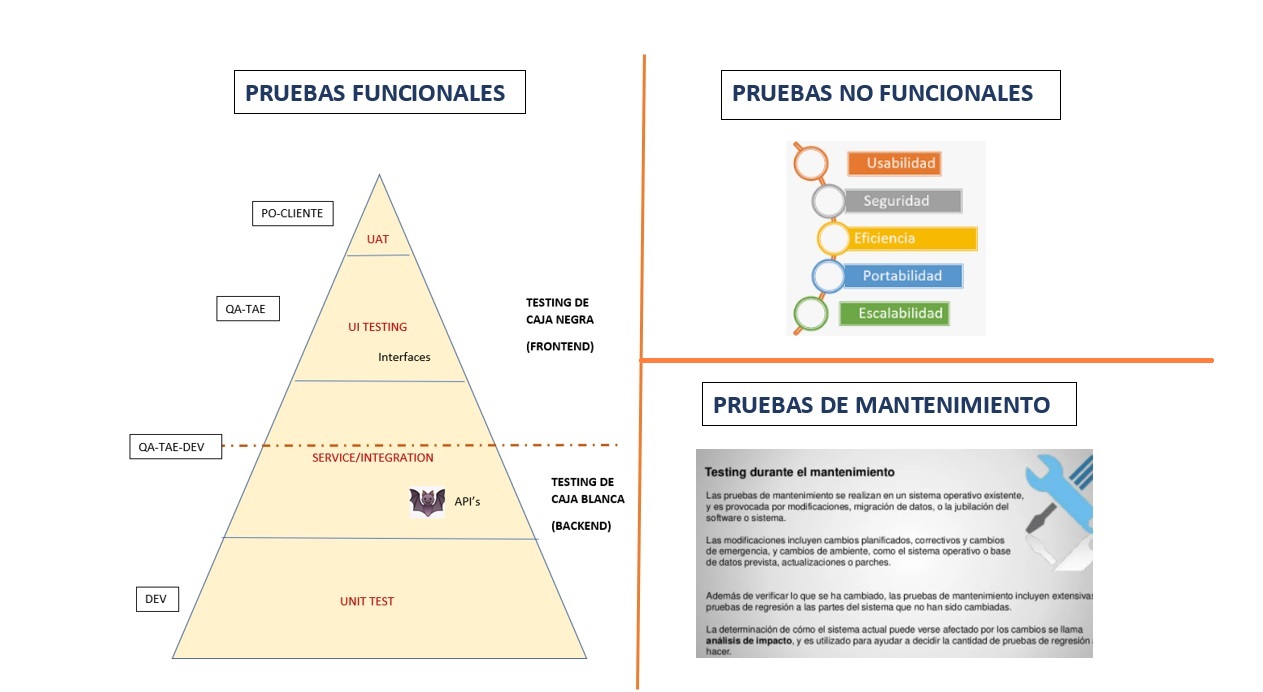 PRUEBAS FUNCIONALES
PO-CLIENTE
UAT
QA-TAE
UI TESTING
Interfaces
TESTING DE
CAJA NEGRA
(FRONTEND)
QA-TAE-DEV
SERVICE/INTEGRATION
API's
TESTING DE
CAJA BLANCA
(BACKEND)
DEV
UNIT TEST
PRUEBAS NO FUNCIONALES
Usabilidad
Seguridad
Eficiencia
Portabilidad
Escalabilidad
PRUEBAS DE MANTENIMIENTO
Testing durante el mantenimiento
Las pruebas de mantenimiento se realizan en un sistema operativo existente,
y es provocada por modificaciones, migración de datos, o la jubilación del
software o sistema.
Las modificaciones incluyen cambios planificados, correctivos y cambios
de emergencia, y cambios de ambiente, como el sistema operativo o base
de datos prevista, actualizaciones o parches.
Además de verificar lo que se ha cambiado, las pruebas de mantenimiento incluyen extensivas
pruebas de regresión a las partes del sistema que no han sido cambiadas.
La determinación de cómo el sistema actual puede verse afectado por los cambios se llama
análisis de impacto, y es utilizado para ayudar a decidir la cantidad de pruebas de regresión a
hacer.